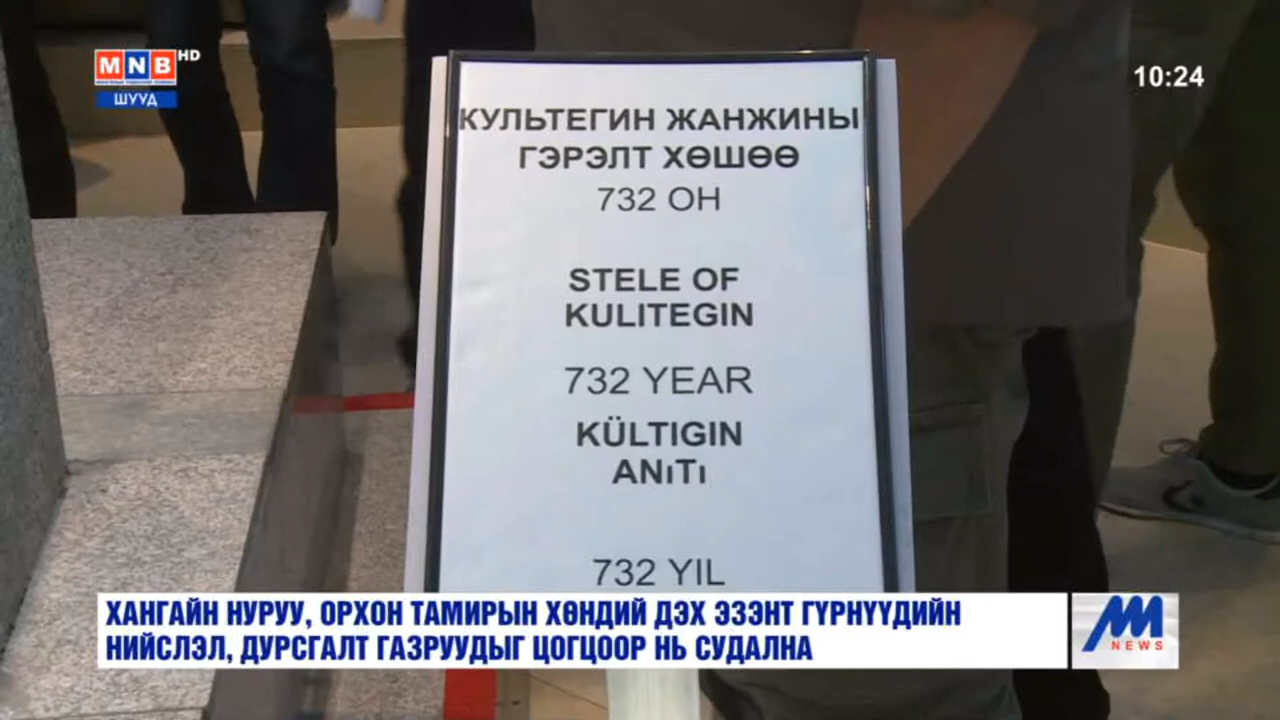 MNB HD
ШУУД
10:24
КУЛЬТЕГИН ЖАНЖИНЫ
ГЭРЭЛТ ХӨШӨӨ
732 ОН
STELE OF
KULITEGIN
732 YEAR
KÜLTIGIN
ANıTı
732 YIL
ХАНГАЙН НУРУУ, ОРХОН ТАМИРЫН ХӨНДИЙ ДЭХ ЭЗЭНТ ГҮРНҮҮДИЙН
НИЙСЛЭЛ, ДУРСГАЛТ ГАЗРУУДЫГ ЦОГЦООР НЬ СУДАЛНА
NEWS